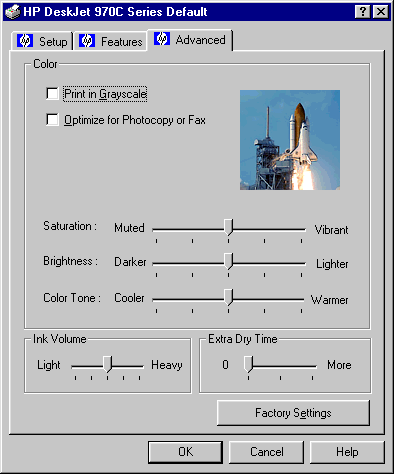 HP DeskJet 970C Series Default
Setup Features Advanced
Color
Print in Grayscale
Optimize for Photocopy or Fax
Saturation : Muted Vibrant
Brightness : Darker Lighter
Color Tone : Cooler Warmer
Ink Volume Extra Dry Time
Light Heavy 0 More
Factory Settings
OK Cancel Help